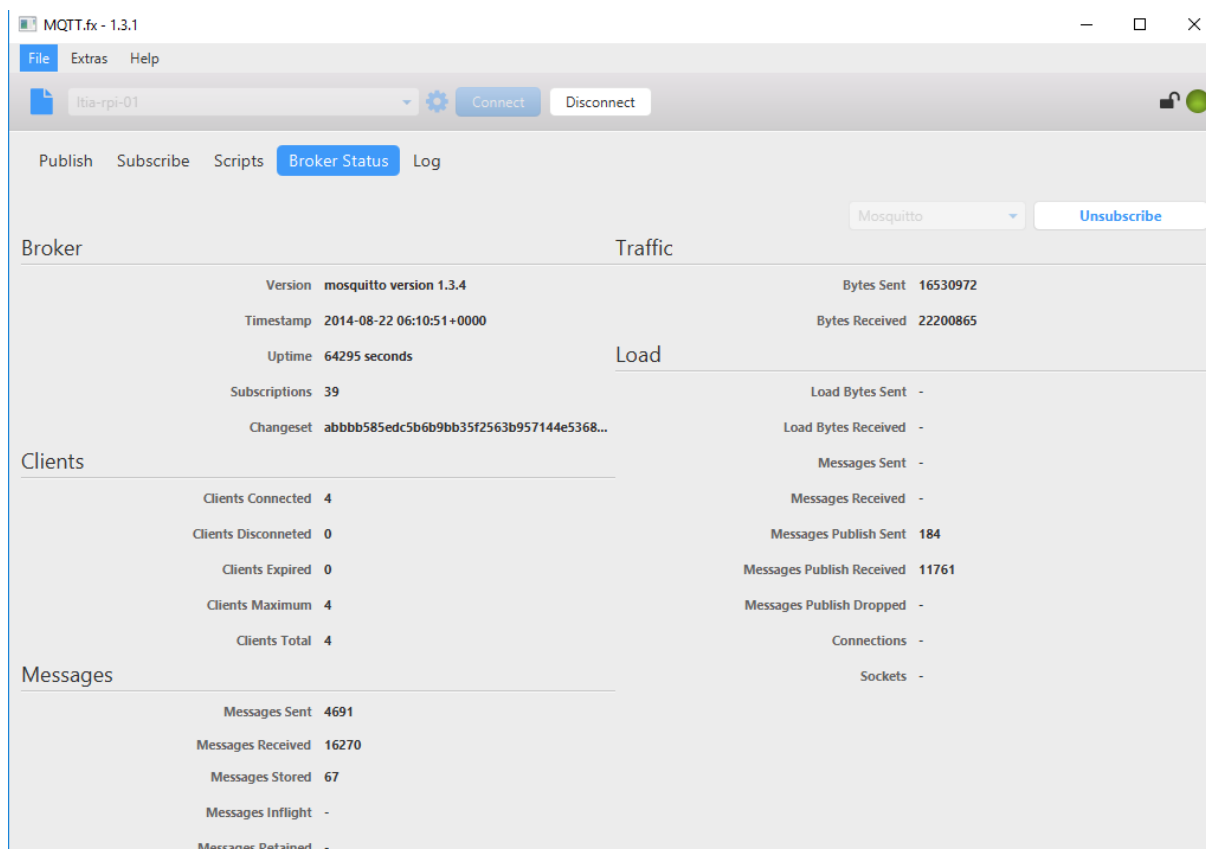 MQTT.fx - 1.3.1
File Extras Help
ltia-rpi-01 Connect Disconnect
Publish Subscribe Scripts Broker Status Log
Mosquitto Unsubscribe
Broker
Version mosquitto version 1.3.4
Timestamp 2014-08-22 06:10:51+0000
Uptime 64295 seconds
Subscriptions 39
Changeset abbbb585edc5b6b9bb35f2563b957144e5368...
Clients
Clients Connected 4
Clients Disconneted 0
Clients Expired 0
Clients Maximum 4
Clients Total 4
Messages
Messages Sent 4691
Messages Received 16270
Messages Stored 67
Messages Inflight -
Messages Retained -
Traffic
Bytes Sent 16530972
Bytes Received 22200865
Load
Load Bytes Sent -
Load Bytes Received -
Messages Sent -
Messages Received -
Messages Publish Sent 184
Messages Publish Received 11761
Messages Publish Dropped -
Connections -
Sockets -